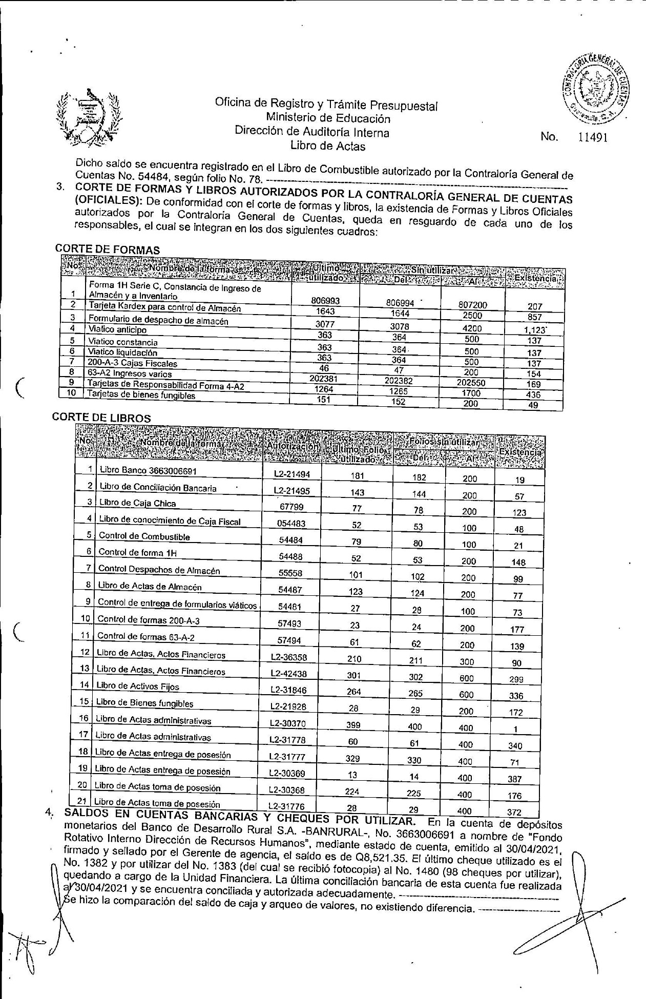 CONTRALORIA GENERAL DE CUENTAS
Guatemala, C. A.
Oficina de Registro y Trámite Presupuestal
Ministerio de Educación
Dirección de Auditoría Interna
Libro de Actas
No. 11491
Dicho saldo se encuentra registrado en el Libro de Combustible autorizado por la Contraloría General de
Cuentas No. 54484, según folio No. 78. ---
3. CORTE DE FORMAS Y LIBROS AUTORIZADOS POR LA CONTRALORÍA GENERAL DE CUENTAS
(OFICIALES): De conformidad con el corte de formas y libros, la existencia de Formas y Libros Oficiales
autorizados por la Contraloría General de Cuentas, queda en resguardo de cada uno de los
responsables, el cual se integran en los dos siguientes cuadros:
CORTE DE FORMAS
No. Nombre de la forma Ultimo utilizado Sin utilizar Del Al Existencia
1 Forma 1H Serie C, Constancia de Ingreso de
Almacén y a Inventario 806993 806994 807200 207
2 Tarjeta Kardex para control de Almacén 1643 1644 2500 857
3 Formulario de despacho de almacén 3077 3078 4200 1,123
4 Viatico anticipo 363 364 500 137
5 Viatico constancia 363 364 500 137
6 Viatico liquidación 363 364 500 137
7 200-A-3 Cajas Fiscales 46 47 200 154
8 63-A2 Ingresos varios 202381 202382 202550 169
9 Tarjetas de Responsabilidad Forma 4-A2 1264 1265 1700 436
10 Tarjetas de bienes fungibles 151 152 200 49
CORTE DE LIBROS
No. Nombre de la forma Autorización Ultimo Folio utilizado Folios sin utilizar Del Al Existencia
1 Libro Banco 3663006691 L2-21494 181 182 200 19
2 Libro de Conciliación Bancaria L2-21495 143 144 200 57
3 Libro de Caja Chica 67799 77 78 200 123
4 Libro de conocimiento de Caja Fiscal 054483 52 53 100 48
5 Control de Combustible 54484 79 80 100 21
6 Control de forma 1H 54488 52 53 200 148
7 Control Despachos de Almacén 55558 101 102 200 99
8 Libro de Actas de Almacén 54487 123 124 200 77
9 Control de entrega de formularios viáticos 54481 27 28 100 73
10 Control de formas 200-A-3 57493 23 24 200 177
11 Control de formas 63-A-2 57494 61 62 200 139
12 Libro de Actas, Actos Financieros L2-36358 210 211 300 90
13 Libro de Actas, Actos Financieros L2-42438 301 302 600 299
14 Libro de Activos Fijos L2-31846 264 265 600 336
15 Libro de Bienes fungibles L2-21928 28 29 200 172
16 Libro de Actas administrativas L2-30370 399 400 400 1
17 Libro de Actas administrativas L2-31778 60 61 400 340
18 Libro de Actas entrega de posesión L2-31777 329 330 400 71
19 Libro de Actas entrega de posesión L2-30369 13 14 400 387
20 Libro de Actas toma de posesión L2-30368 224 225 400 176
21 Libro de Actas toma de posesión L2-31776 28 29 400 372
4. SALDOS EN CUENTAS BANCARIAS Y CHEQUES POR UTILIZAR. En la cuenta de depósitos
monetarios del Banco de Desarrollo Rural S.A. -BANRURAL-, No. 3663006691 a nombre de "Fondo
Rotativo Interno Dirección de Recursos Humanos", mediante estado de cuenta, emitido al 30/04/2021,
firmado y sellado por el Gerente de agencia, el saldo es de Q8,521.35. El último cheque utilizado es el
No. 1382 y por utilizar del No. 1383 (del cual se recibió fotocopia) al No. 1480 (98 cheques por utilizar),
quedando a cargo de la Unidad Financiera. La última conciliación bancaria de esta cuenta fue realizada
al 30/04/2021 y se encuentra conciliada y autorizada adecuadamente. ---
Se hizo la comparación del saldo de caja y arqueo de valores, no existiendo diferencia. ---